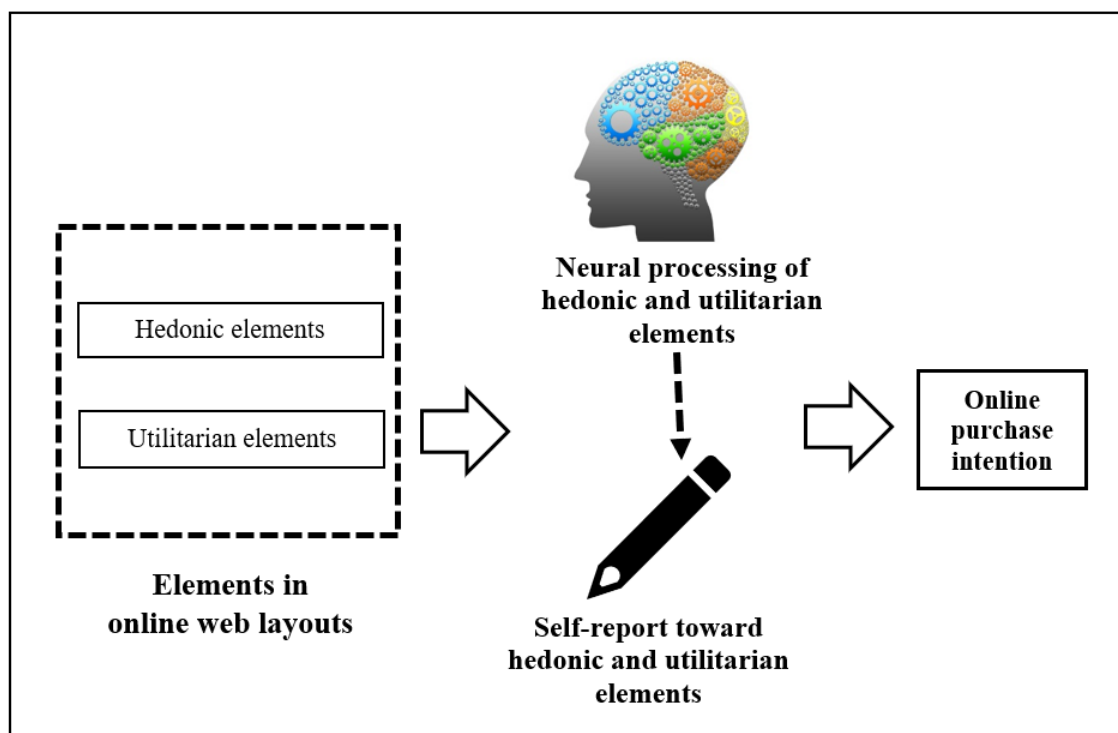 Hedonic elements
Utilitarian elements
Elements in
online web layouts
Neural processing of
hedonic and utilitarian
elements
Self-report toward
hedonic and utilitarian
elements
Online
purchase
intention